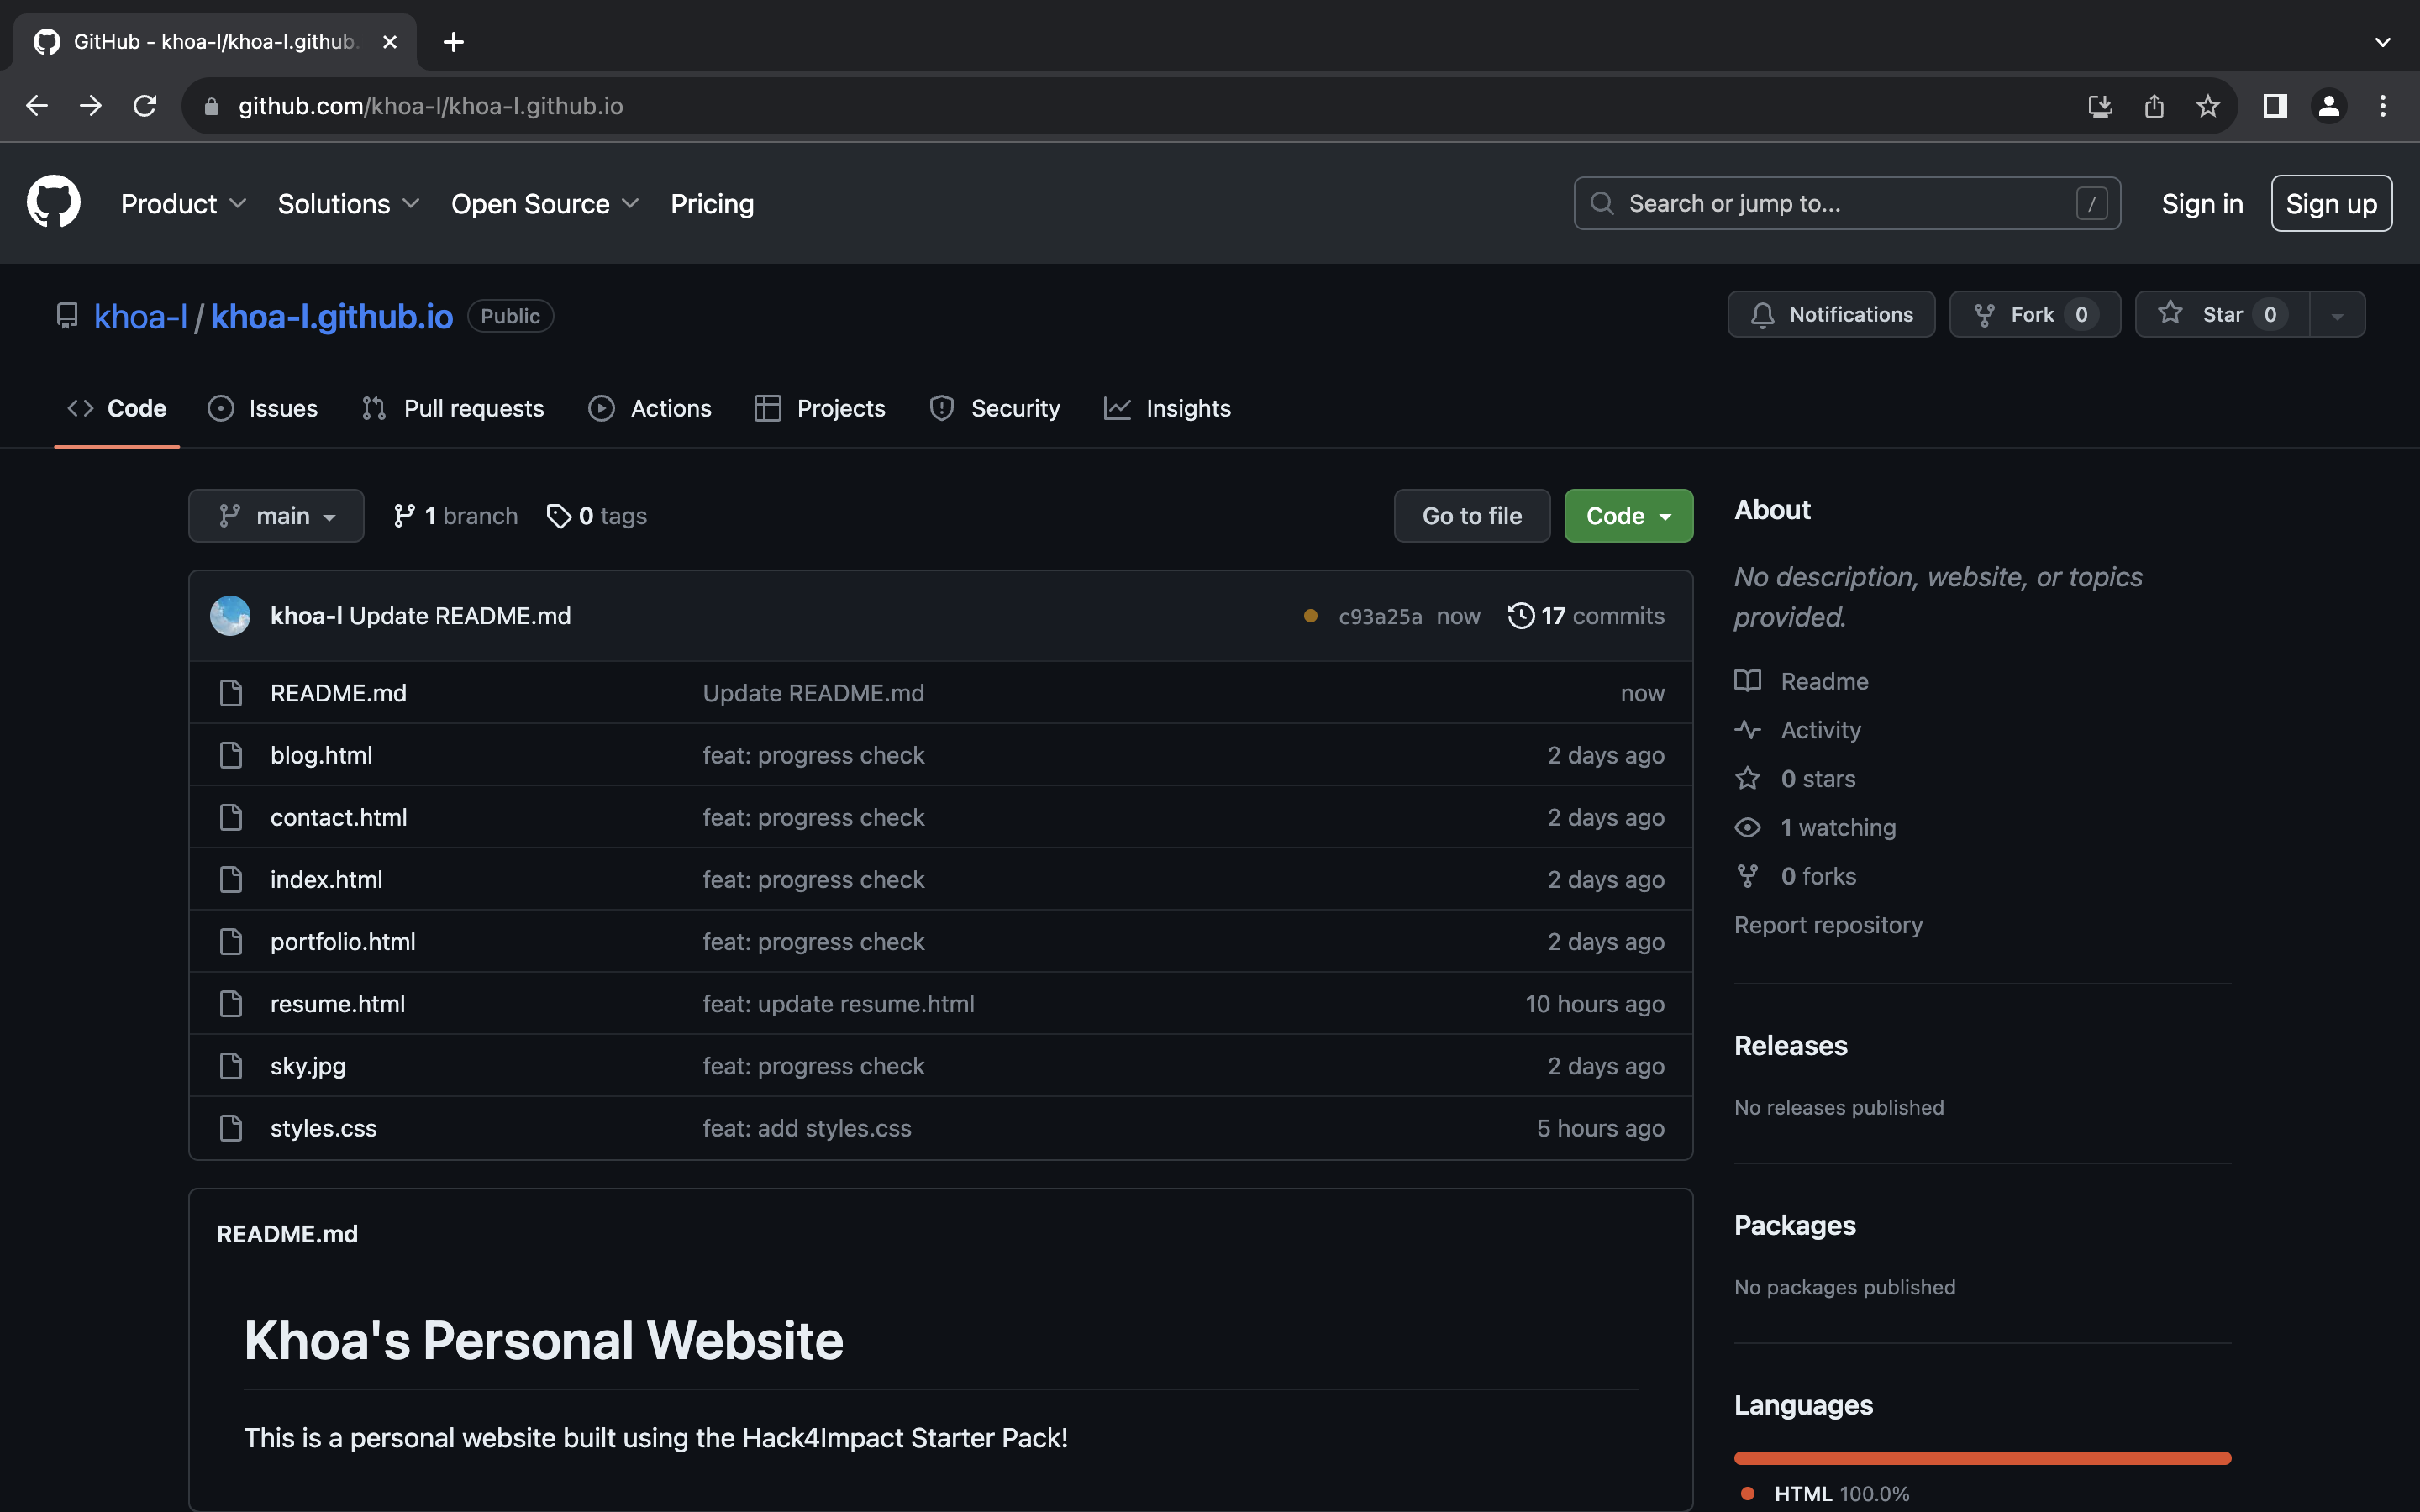 GitHub - khoa-l/khoa-l.github.
github.com/khoa-l/khoa-l.github.io
Product Solutions Open Source Pricing Search or jump to... / Sign in Sign up
khoa-l / khoa-l.github.io Public Notifications Fork 0 Star 0
Code Issues Pull requests Actions Projects Security Insights
main 1 branch 0 tags Go to file Code
khoa-l Update README.md c93a25a now 17 commits
README.md Update README.md now
blog.html feat: progress check 2 days ago
contact.html feat: progress check 2 days ago
index.html feat: progress check 2 days ago
portfolio.html feat: progress check 2 days ago
resume.html feat: update resume.html 10 hours ago
sky.jpg feat: progress check 2 days ago
styles.css feat: add styles.css 5 hours ago
README.md
Khoa's Personal Website
This is a personal website built using the Hack4Impact Starter Pack!
About
No description, website, or topics
provided.
Readme
Activity
0 stars
1 watching
0 forks
Report repository
Releases
No releases published
Packages
No packages published
Languages
HTML 100.0%